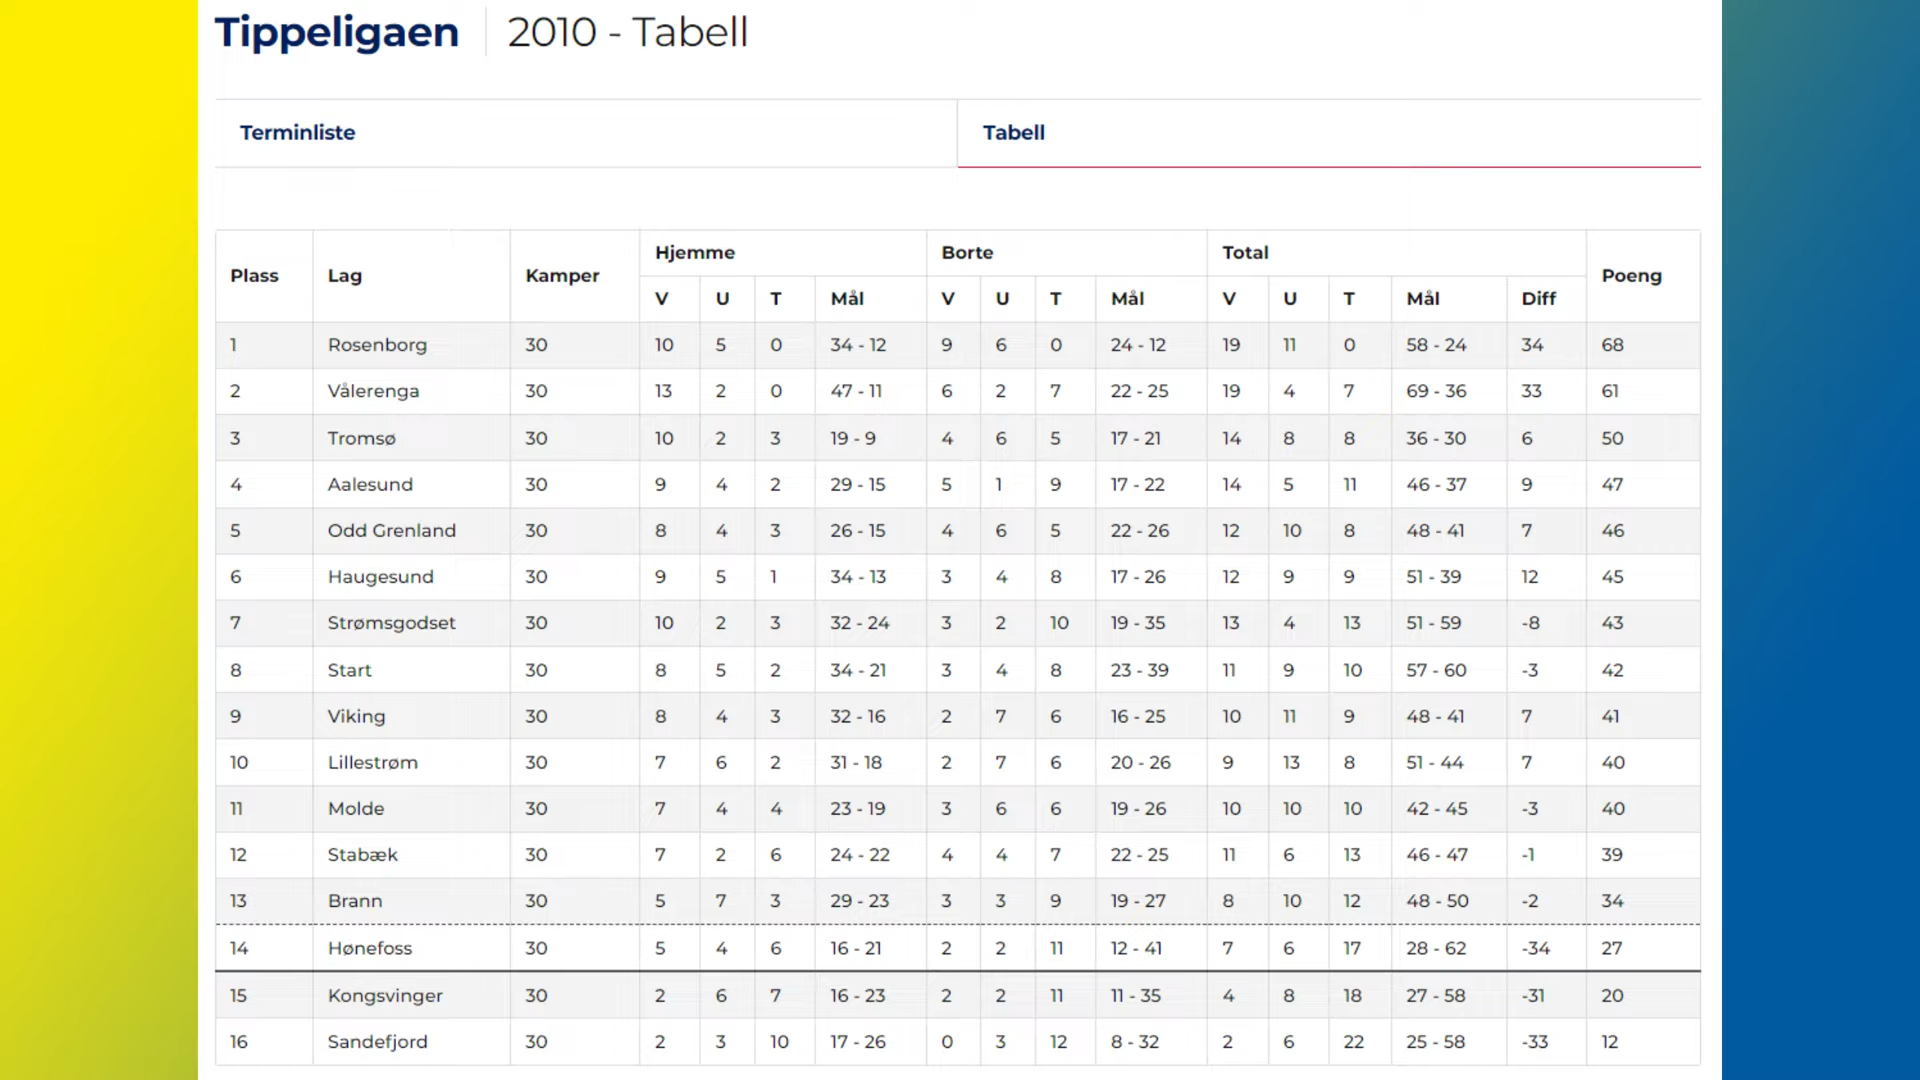 Tippeligaen 2010 - Tabell
Terminliste Tabell
Plass Lag Kamper Hjemme Borte Total Poeng
V U T Mål V U T Mål V U T Mål Diff
1 Rosenborg 30 10 5 0 34 - 12 9 6 0 24 - 12 19 11 0 58 - 24 34 68
2 Vålerenga 30 13 2 0 47 - 11 6 2 7 22 - 25 19 4 7 69 - 36 33 61
3 Tromsø 30 10 2 3 19 - 9 4 6 5 17 - 21 14 8 8 36 - 30 6 50
4 Aalesund 30 9 4 2 29 - 15 5 1 9 17 - 22 14 5 11 46 - 37 9 47
5 Odd Grenland 30 8 4 3 26 - 15 4 6 5 22 - 26 12 10 8 48 - 41 7 46
6 Haugesund 30 9 5 1 34 - 13 3 4 8 17 - 26 12 9 9 51 - 39 12 45
7 Strømsgodset 30 10 2 3 32 - 24 3 2 10 19 - 35 13 4 13 51 - 59 -8 43
8 Start 30 8 5 2 34 - 21 3 4 8 23 - 39 11 9 10 57 - 60 -3 42
9 Viking 30 8 4 3 32 - 16 2 7 6 16 - 25 10 11 9 48 - 41 7 41
10 Lillestrøm 30 7 6 2 31 - 18 2 7 6 20 - 26 9 13 8 51 - 44 7 40
11 Molde 30 7 4 4 23 - 19 3 6 6 19 - 26 10 10 10 42 - 45 -3 40
12 Stabæk 30 7 2 6 24 - 22 4 4 7 22 - 25 11 6 13 46 - 47 -1 39
13 Brann 30 5 7 3 29 - 23 3 3 9 19 - 27 8 10 12 48 - 50 -2 34
14 Hønefoss 30 5 4 6 16 - 21 2 2 11 12 - 41 7 6 17 28 - 62 -34 27
15 Kongsvinger 30 2 6 7 16 - 23 2 2 11 11 - 35 4 8 18 27 - 58 -31 20
16 Sandefjord 30 2 3 10 17 - 26 0 3 12 8 - 32 2 6 22 25 - 58 -33 12